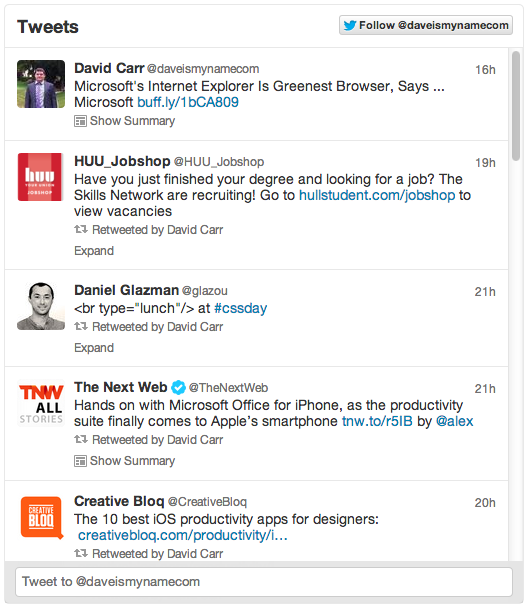 Tweets
Follow @daveismynamecom
David Carr @daveismynamecom 16h
Microsoft's Internet Explorer Is Greenest Browser, Says ...
Microsoft buff.ly/1bCA809
Show Summary
huu
YOUR UNION
JOBSHOP
HUU_Jobshop @HUU_Jobshop 19h
Have you just finished your degree and looking for a job? The
Skills Network are recruiting! Go to hullstudent.com/jobshop to
view vacancies
Retweeted by David Carr
Expand
Daniel Glazman @glazou 21h
<br type="lunch"/> at #cssday
Retweeted by David Carr
Expand
TNW
ALL
STORIES
The Next Web @TheNextWeb 21h
Hands on with Microsoft Office for iPhone, as the productivity
suite finally comes to Apple's smartphone tnw.to/r5IB by @alex
Retweeted by David Carr
Show Summary
CREATIVE
BLOQ
Creative Bloq @CreativeBloq 20h
The 10 best iOS productivity apps for designers:
creativebloq.com/productivity/i…
Retweeted by David Carr
Tweet to @daveismynamecom